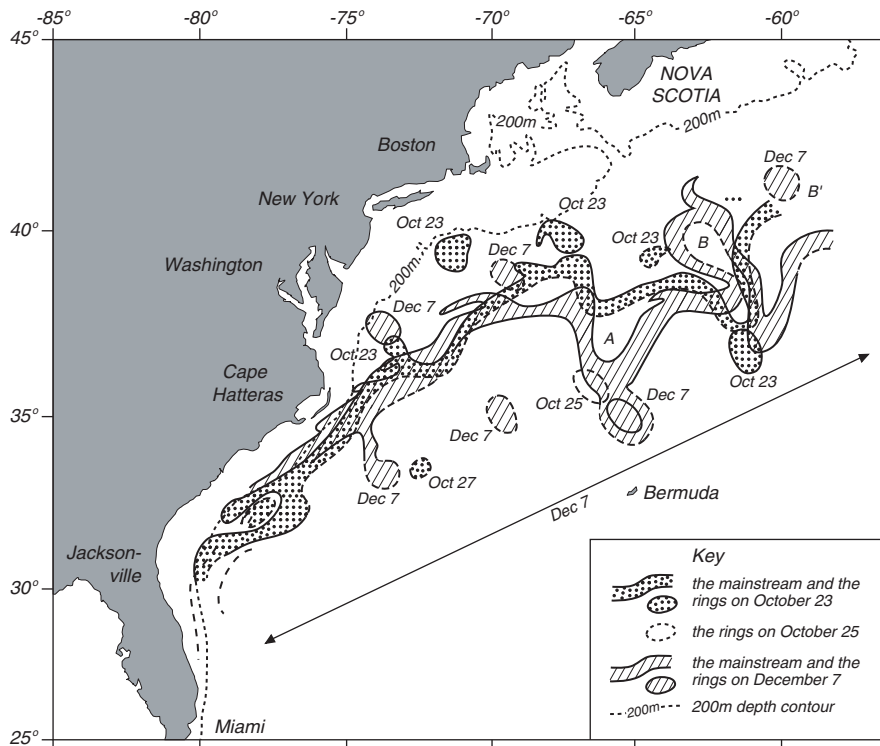 -85° -80° -75° -70° -65° -60°
45°
40°
35°
30°
25°
NOVA
SCOTIA
200m
200m
Boston
Dec 7
B'
New York
Oct 23
Oct 23
Oct 23
B
Dec 7
Washington
200m
Dec 7
A
Oct 23
Cape
Hatteras
Oct 23
Oct 25
Dec 7
Dec 7
Dec 7
Oct 27
Bermuda
Dec 7
Jackson-
ville
Miami
Key
the mainstream and the
rings on October 23
the rings on October 25
the mainstream and the
rings on December 7
200m
200m depth contour